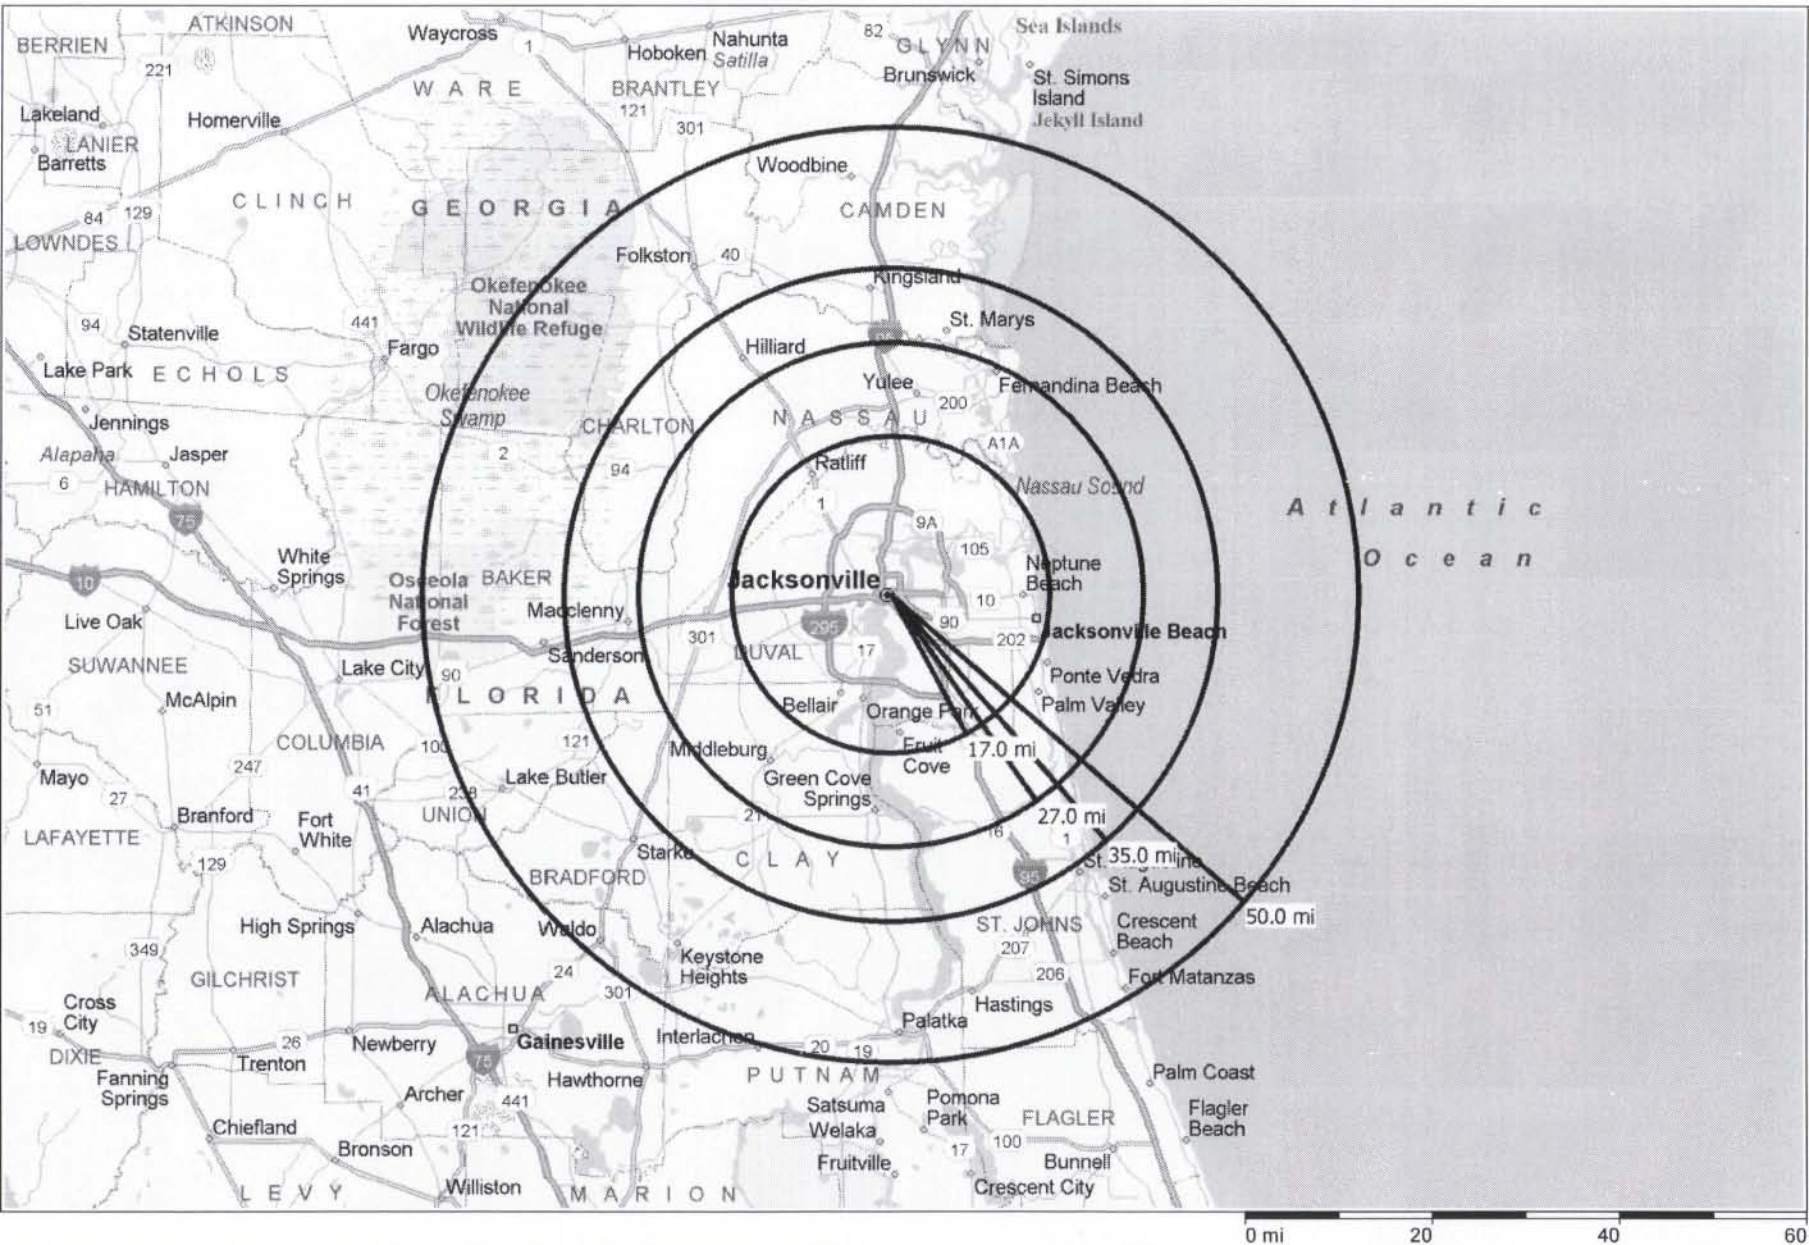 ATKINSON
BERRIEN
Waycross
1
Hoboken
Nahunta
Satilla
82
GLYNN
Sea Islands
221
Brunswick
St. Simons
Island
Jekyll Island
WARE
BRANTLEY
121
301
Lakeland
Homerville
LANIER
Barretts
Woodbine
CLINCH
GEORGIA
CAMDEN
84
129
LOWNDES
Folkston
40
Kingsland
Okefenokee
National
Wildlife Refuge
94
Statenville
441
Fargo
St. Marys
Hilliard
Lake Park
ECHOLS
Okefenokee
Swamp
Yulee
200
Fernandina Beach
Jennings
CHARLTON
NASSAU
A1A
Alapaha
Jasper
2
94
Ratliff
6
HAMILTON
1
Nassau Sound
Atlantic
Ocean
75
9A
105
White
Springs
10
Osceola
National
Forest
BAKER
Jacksonville
Neptune
Beach
Macclenny
10
Live Oak
295
90
301
202
Jacksonville Beach
SUWANNEE
Lake City
90
Sanderson
DUVAL
17
Ponte Vedra
FLORIDA
Palm Valley
51
McAlpin
Bellair
Orange Park
COLUMBIA
100
121
Middleburg
Fruit
Cove
17.0 mi
Mayo
247
41
Lake Butler
Green Cove
Springs
27
238
UNION
21
27.0 mi
Branford
Fort
White
16
1
LAFAYETTE
129
Starke
CLAY
35.0 mi
St. Augustine
BRADFORD
95
St. Augustine Beach
50.0 mi
High Springs
Alachua
Waldo
ST. JOHNS
Crescent
Beach
349
Keystone
Heights
207
GILCHRIST
24
206
Fort Matanzas
ALACHUA
301
Hastings
Cross
City
19
Palatka
26
Newberry
Gainesville
Interlachen
20
19
DIXIE
Trenton
75
Fanning
Springs
Hawthorne
PUTNAM
Palm Coast
Archer
441
Satsuma
Pomona
Park
Flagler
Beach
Chiefland
121
Welaka
FLAGLER
Bronson
17
100
Fruitville
Bunnell
LEVY
Williston
MARION
Crescent City
0 mi
20
40
60